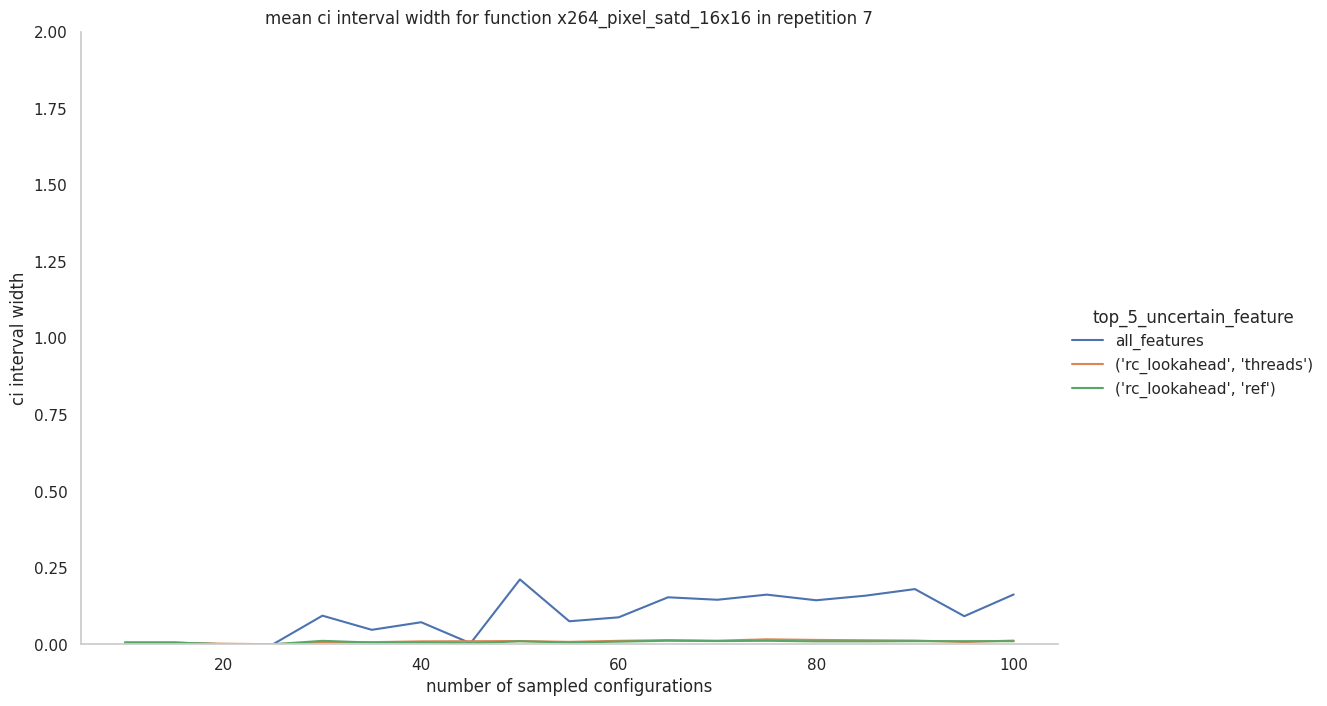 mean ci interval width for function x264_pixel_satd_16x16 in repetition 7
2.00
1.75
1.50
1.25
1.00
0.75
0.50
0.25
0.00
ci interval width
20
40
60
80
100
number of sampled configurations
top_5_uncertain_feature
all_features
('rc_lookahead', 'threads')
('rc_lookahead', 'ref')